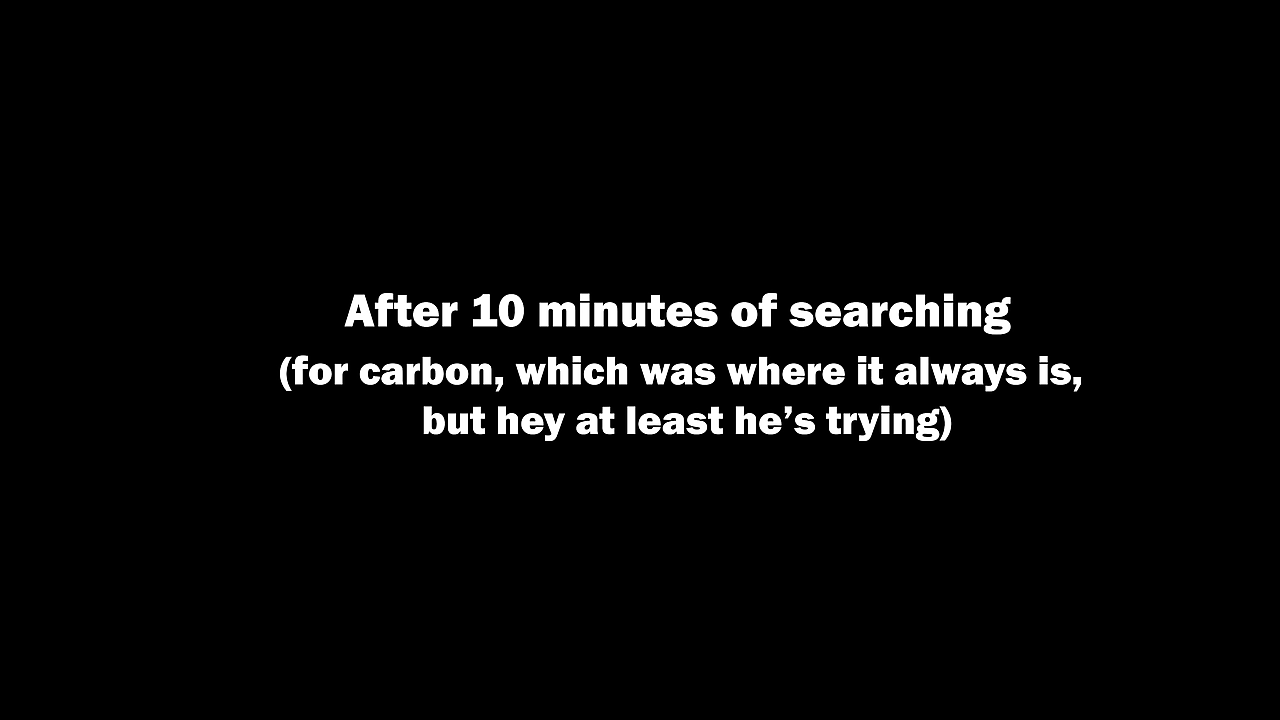 After 10 minutes of searching
(for carbon, which was where it always is,
but hey at least he’s trying)